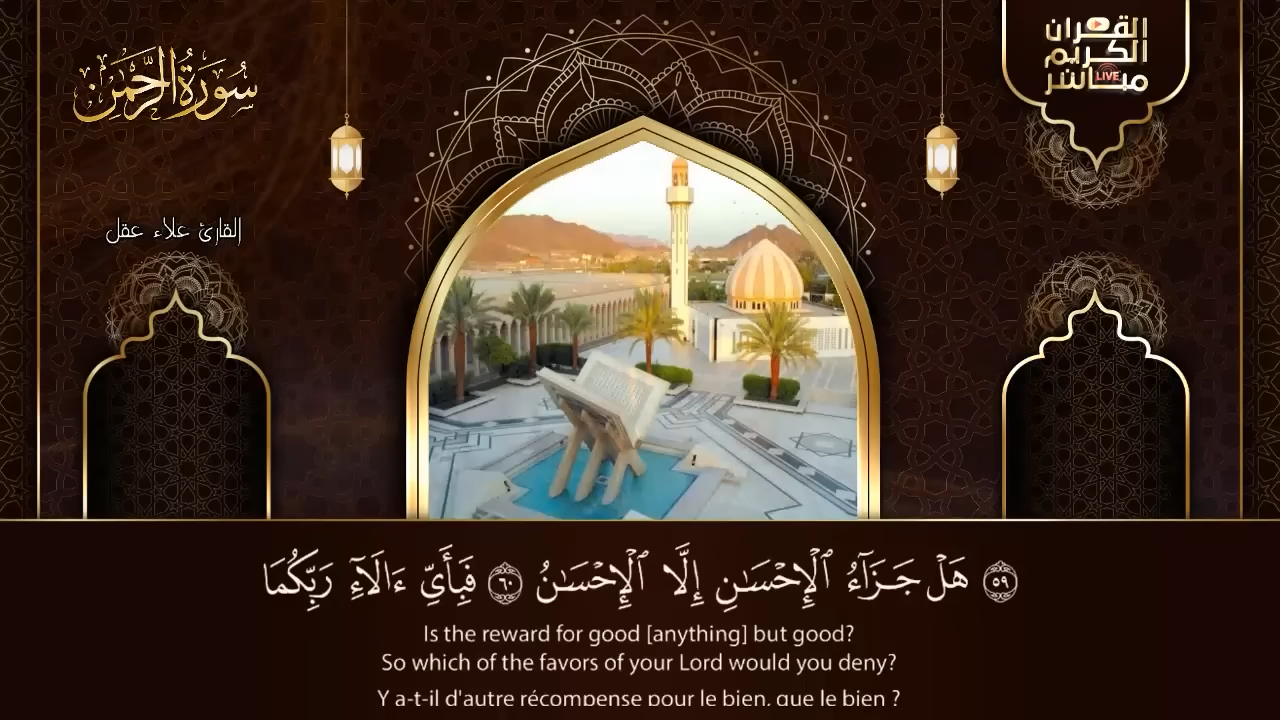 سُورَةُ الرَّحْمَٰن
القرآن
الكريم
مباشر
LIVE
القارئ علاء عقل
٥٩ هَلْ جَزَآءُ ٱلْإِحْسَٰنِ إِلَّا ٱلْإِحْسَٰنُ ٦٠ فَبِأَيِّ ءَالَآءِ رَبِّكُمَا
Is the reward for good [anything] but good?
So which of the favors of your Lord would you deny?
Y a-t-il d'autre récompense pour le bien, que le bien ?